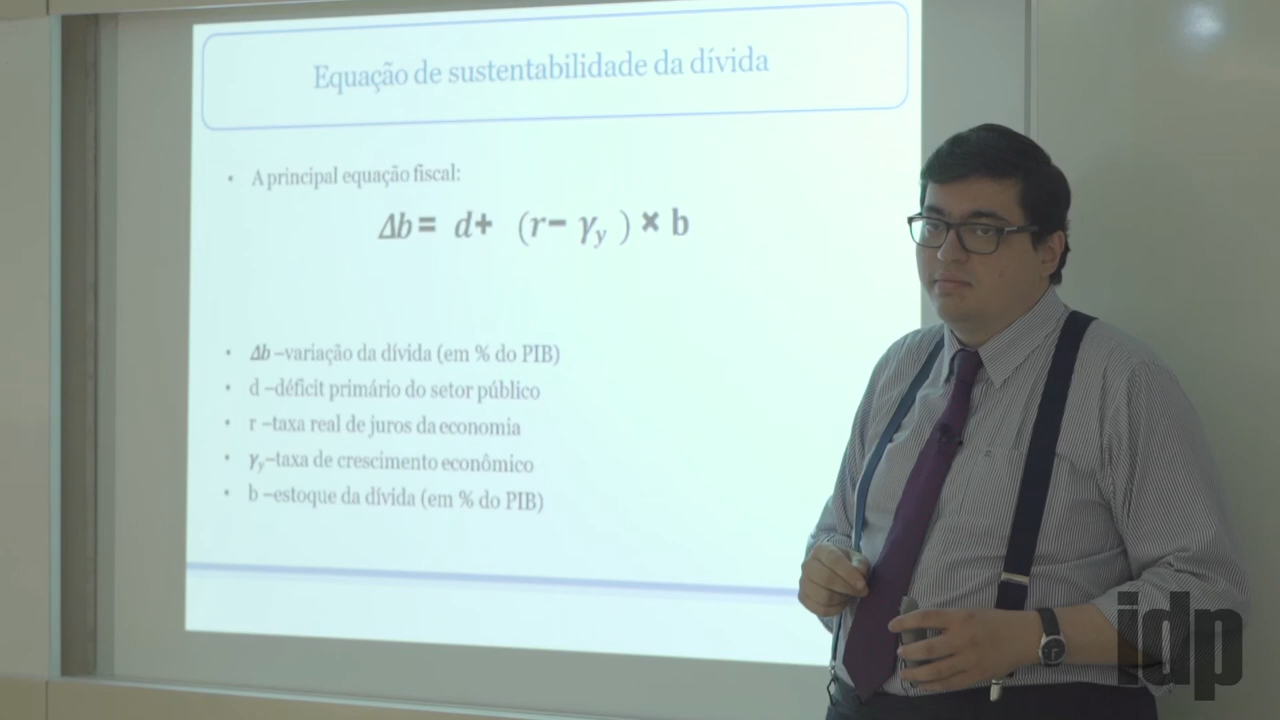 Equação de sustentabilidade da dívida
• A principal equação fiscal:
Δb = d+ (r− γy ) × b
• Δb –variação da dívida (em % do PIB)
• d –déficit primário do setor público
• r –taxa real de juros da economia
• γy–taxa de crescimento econômico
• b –estoque da dívida (em % do PIB)
idp